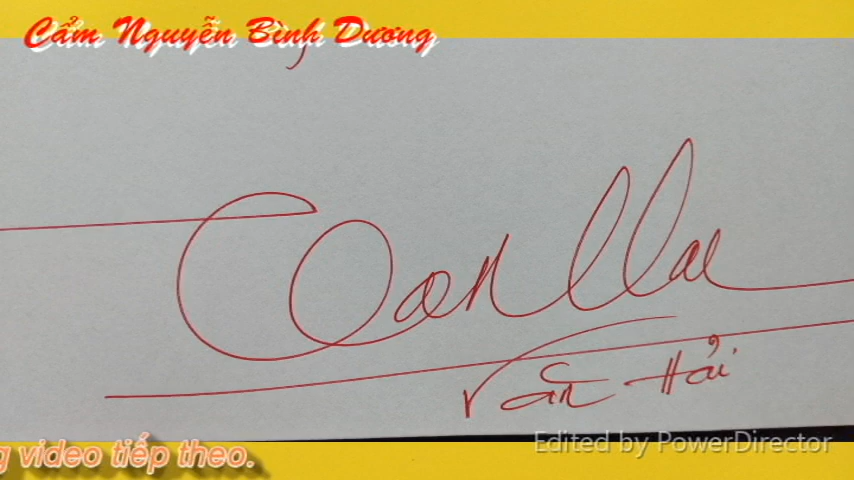 Cẩm Nguyễn Bình Dương
Văn Hải
g video tiếp theo.
Edited by PowerDirector